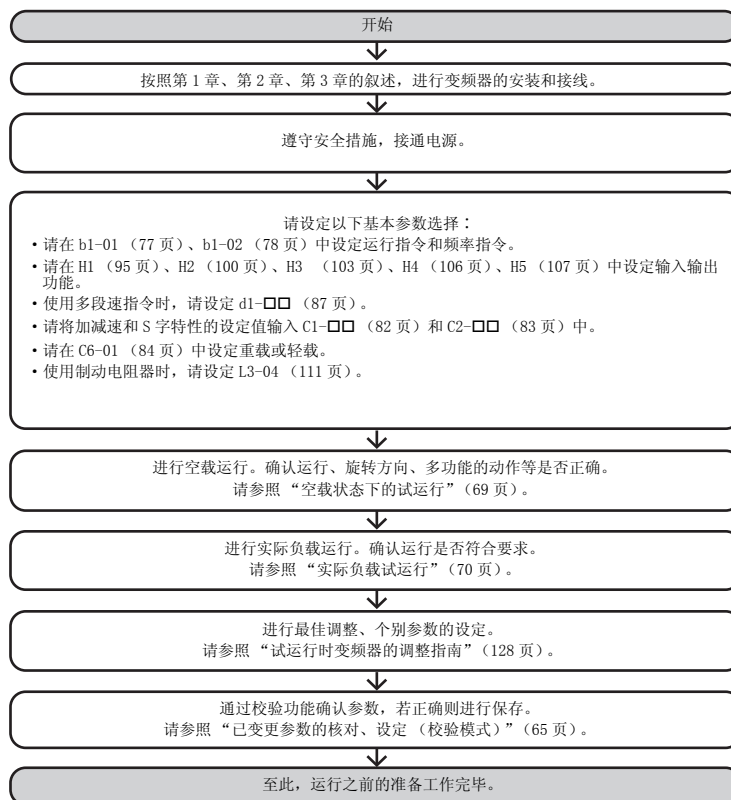 开始
按照第 1 章、第 2 章、第 3 章的叙述，进行变频器的安装和接线。
遵守安全措施，接通电源。
请设定以下基本参数选择：
• 请在 b1-01 （77 页）、b1-02 （78 页）中设定运行指令和频率指令。
• 请在 H1 （95 页）、H2 （100 页）、H3 （103 页）、H4 （106 页）、H5 （107 页）中设定输入输出
功能。
• 使用多段速指令时，请设定 d1-□□ （87 页）。
• 请将加减速和 S 字特性的设定值输入 C1-□□ （82 页）和 C2-□□ （83 页）中。
• 请在 C6-01 （84 页）中设定重载或轻载。
• 使用制动电阻器时，请设定 L3-04 （111 页）。
进行空载运行。确认运行、旋转方向、多功能的动作等是否正确。
请参照 “空载状态下的试运行”（69 页）。
进行实际负载运行。确认运行是否符合要求。
请参照 “实际负载试运行”（70 页）。
进行最佳调整、个别参数的设定。
请参照 “试运行时变频器的调整指南”（128 页）。
通过校验功能确认参数，若正确则进行保存。
请参照 “已变更参数的核对、设定 （校验模式）”（65 页）。
至此，运行之前的准备工作完毕。